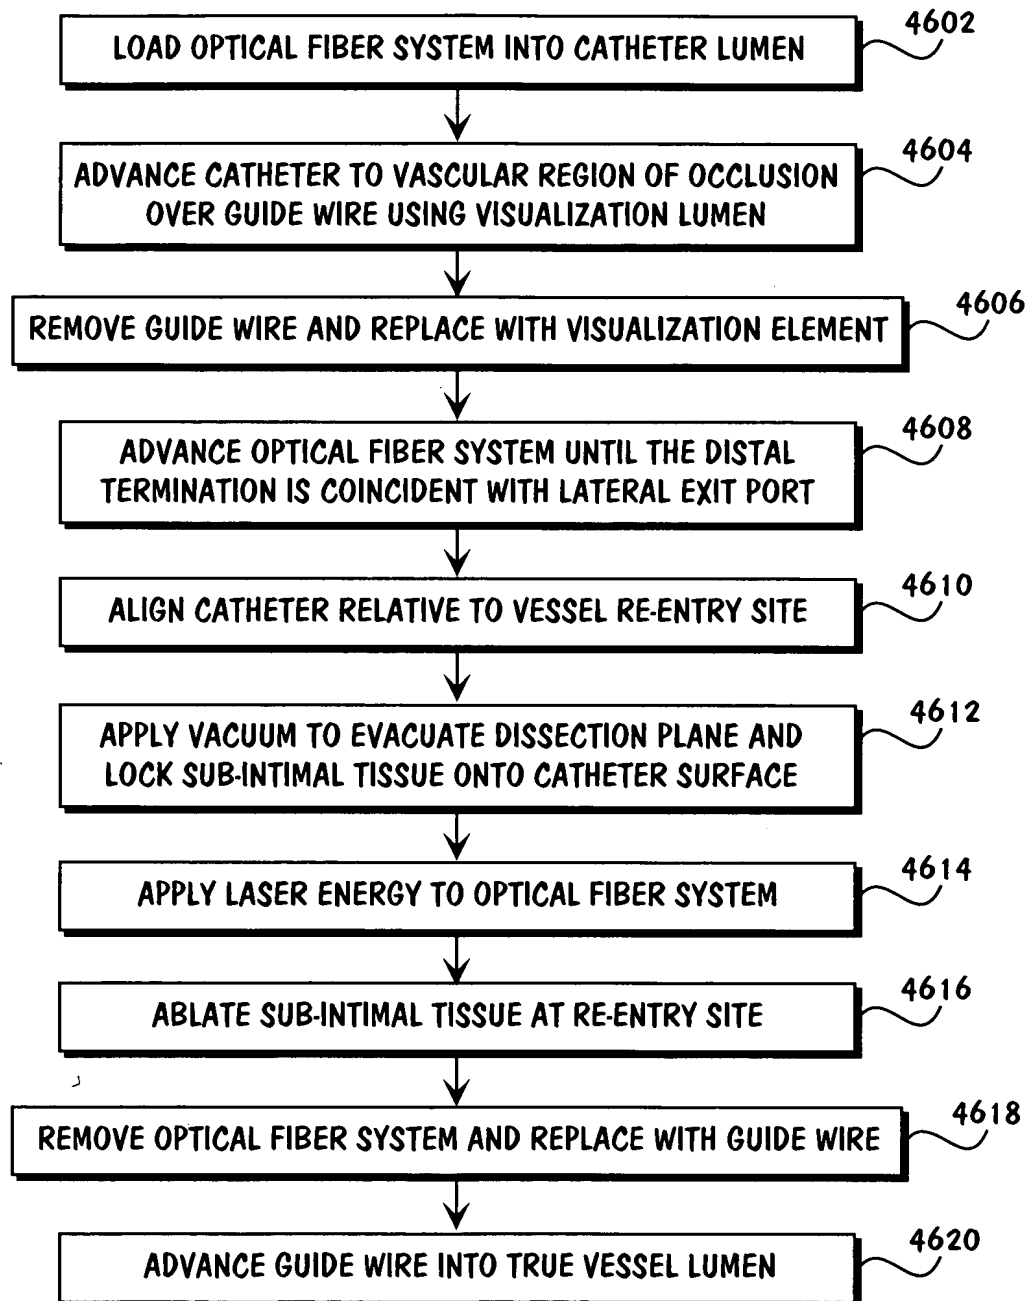 4602
LOAD OPTICAL FIBER SYSTEM INTO CATHETER LUMEN
4604
ADVANCE CATHETER TO VASCULAR REGION OF OCCLUSION
OVER GUIDE WIRE USING VISUALIZATION LUMEN
4606
REMOVE GUIDE WIRE AND REPLACE WITH VISUALIZATION ELEMENT
4608
ADVANCE OPTICAL FIBER SYSTEM UNTIL THE DISTAL
TERMINATION IS COINCIDENT WITH LATERAL EXIT PORT
4610
ALIGN CATHETER RELATIVE TO VESSEL RE-ENTRY SITE
4612
APPLY VACUUM TO EVACUATE DISSECTION PLANE AND
LOCK SUB-INTIMAL TISSUE ONTO CATHETER SURFACE
4614
APPLY LASER ENERGY TO OPTICAL FIBER SYSTEM
4616
ABLATE SUB-INTIMAL TISSUE AT RE-ENTRY SITE
4618
REMOVE OPTICAL FIBER SYSTEM AND REPLACE WITH GUIDE WIRE
4620
ADVANCE GUIDE WIRE INTO TRUE VESSEL LUMEN